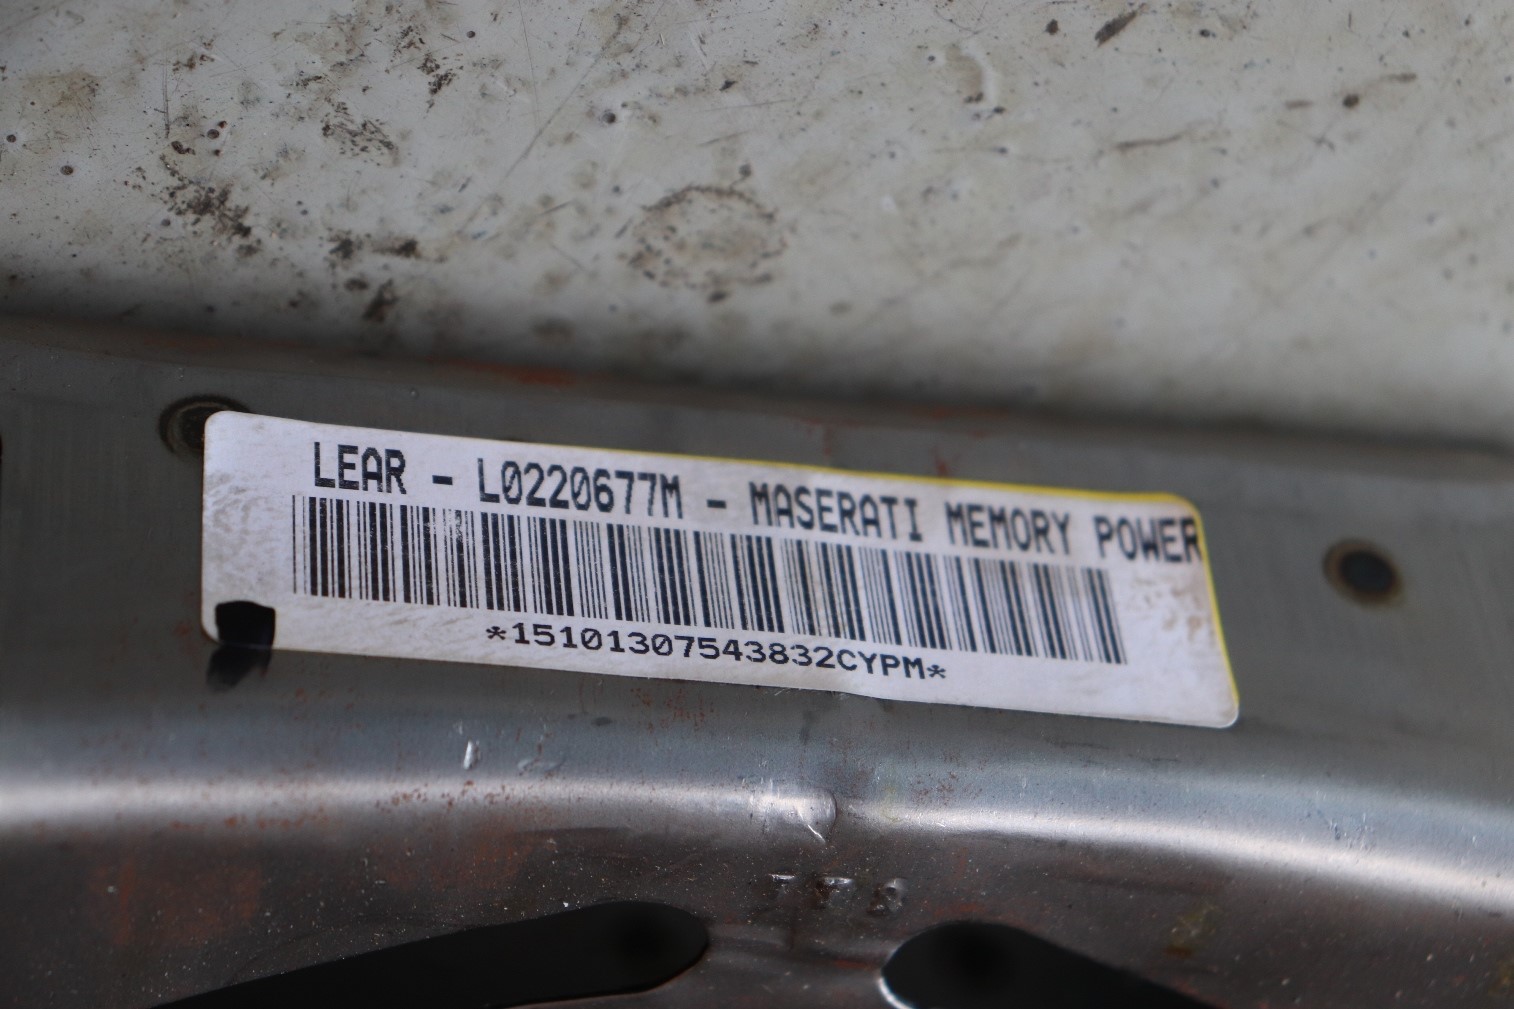 LEAR - L0220677M - MASERATI MEMORY POWER
*15101307543832CYPM*